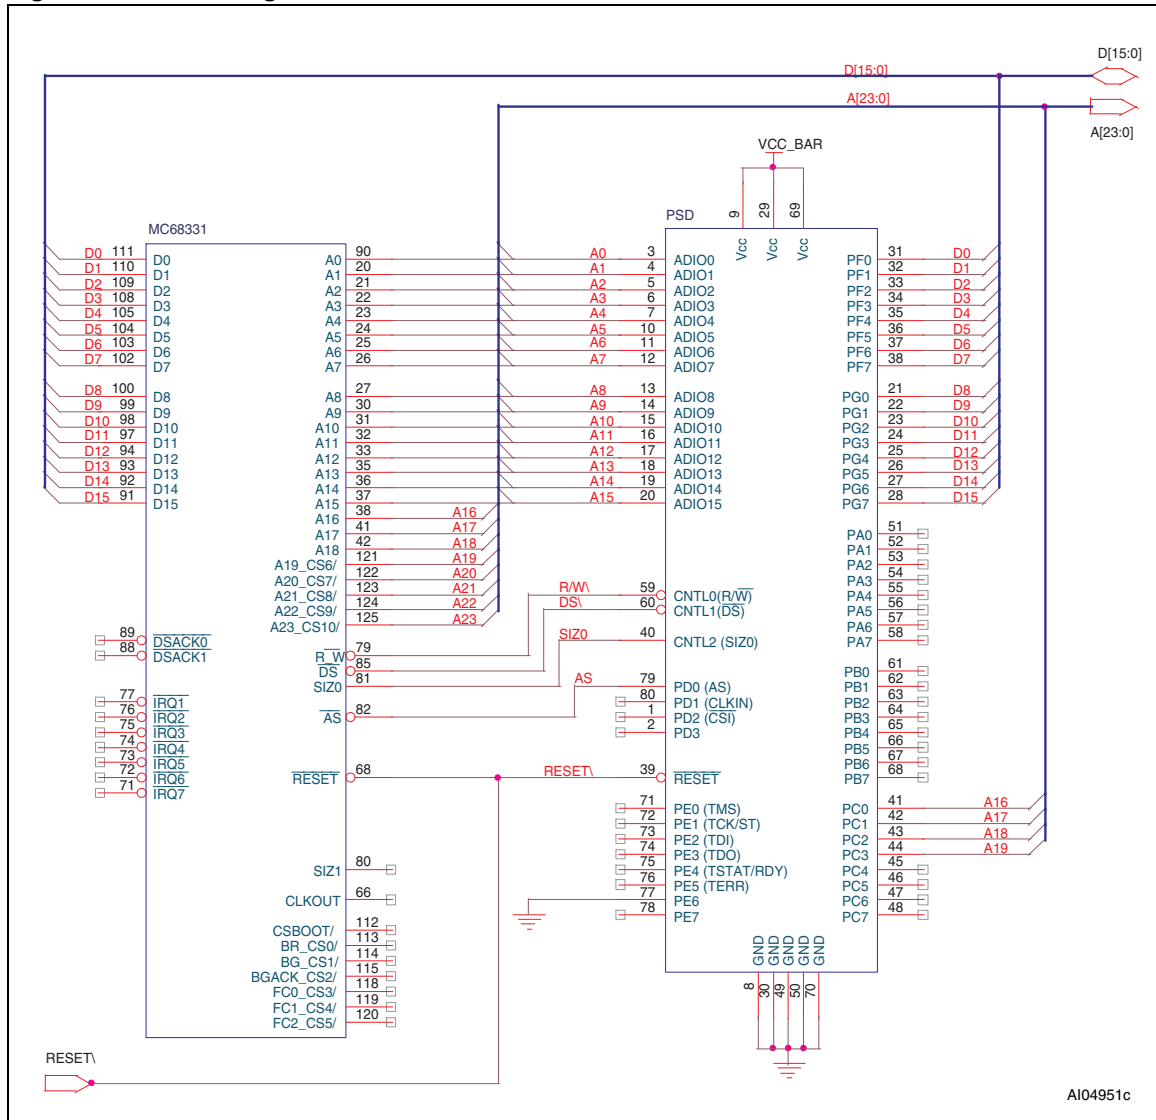 D[15:0]
D[15:0]
A[23:0]
A[23:0]
VCC_BAR
MC68331
PSD
9 29 69
Vcc Vcc Vcc
D0 111 D0 A0 90 A0 3 ADIO0 PF0 31 D0
D1 110 D1 A1 20 A1 4 ADIO1 PF1 32 D1
D2 109 D2 A2 21 A2 5 ADIO2 PF2 33 D2
D3 108 D3 A3 22 A3 6 ADIO3 PF3 34 D3
D4 105 D4 A4 23 A4 7 ADIO4 PF4 35 D4
D5 104 D5 A5 24 A5 10 ADIO5 PF5 36 D5
D6 103 D6 A6 25 A6 11 ADIO6 PF6 37 D6
D7 102 D7 A7 26 A7 12 ADIO7 PF7 38 D7
D8 100 D8 A8 27 A8 13 ADIO8 PG0 21 D8
D9 99 D9 A9 30 A9 14 ADIO9 PG1 22 D9
D10 98 D10 A10 31 A10 15 ADIO10 PG2 23 D10
D11 97 D11 A11 32 A11 16 ADIO11 PG3 24 D11
D12 94 D12 A12 33 A12 17 ADIO12 PG4 25 D12
D13 93 D13 A13 35 A13 18 ADIO13 PG5 26 D13
D14 92 D14 A14 36 A14 19 ADIO14 PG6 27 D14
D15 91 D15 A15 37 A15 20 ADIO15 PG7 28 D15
A16 38 A16
A17 41 A17 PA0 51
A18 42 A18 PA1 52
A19_CS6/ 121 A19 PA2 53
A20_CS7/ 122 A20 PA3 54
A21_CS8/ 123 A21 R/W\ 59 CNTL0(R/W) PA4 55
A22_CS9/ 124 A22 DS\ 60 CNTL1(DS) PA5 56
A23_CS10/ 125 A23 PA6 57
89 DSACK0 SIZ0 40 CNTL2 (SIZ0) PA7 58
88 DSACK1 R_W 79
DS 85 PB0 61
SIZ0 81 AS 79 PD0 (AS) PB1 62
77 IRQ1 80 PD1 (CLKIN) PB2 63
76 IRQ2 AS 82 1 PD2 (CSI) PB3 64
75 IRQ3 2 PD3 PB4 65
74 IRQ4 PB5 66
73 IRQ5 PB6 67
72 IRQ6 RESET 68 RESET\ 39 RESET PB7 68
71 IRQ7
71 PE0 (TMS) PC0 41 A16
72 PE1 (TCK/ST) PC1 42 A17
73 PE2 (TDI) PC2 43 A18
74 PE3 (TDO) PC3 44 A19
SIZ1 80 75 PE4 (TSTAT/RDY) PC4 45
76 PE5 (TERR) PC5 46
CLKOUT 66 77 PE6 PC6 47
78 PE7 PC7 48
CSBOOT/ 112
BR_CS0/ 113
BG_CS1/ 114
BGACK_CS2/ 115
FC0_CS3/ 118
FC1_CS4/ 119
FC2_CS5/ 120
GND GND GND GND GND
8 30 49 50 70
RESET\
AI04951c